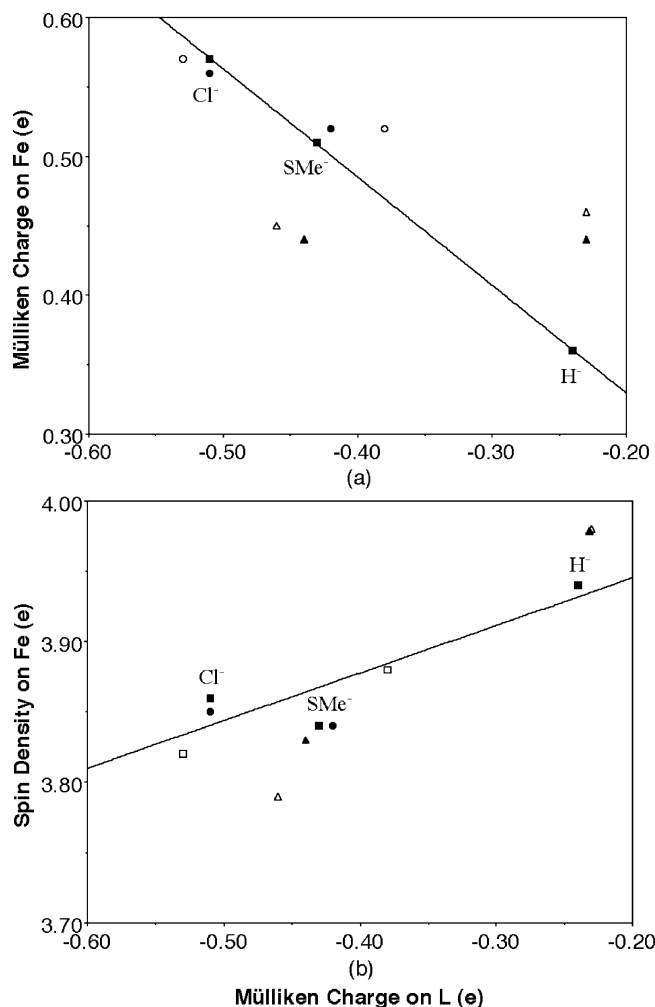 0.60
Cl-
SMe-
0.50
0.40
H-
0.30
Mülliken Charge on Fe (e)
-0.60 -0.50 -0.40 -0.30 -0.20
(a)
4.00
H-
3.90
Cl-
SMe-
3.80
3.70
Spin Density on Fe (e)
-0.60 -0.50 -0.40 -0.30 -0.20
(b)
Mülliken Charge on L (e)